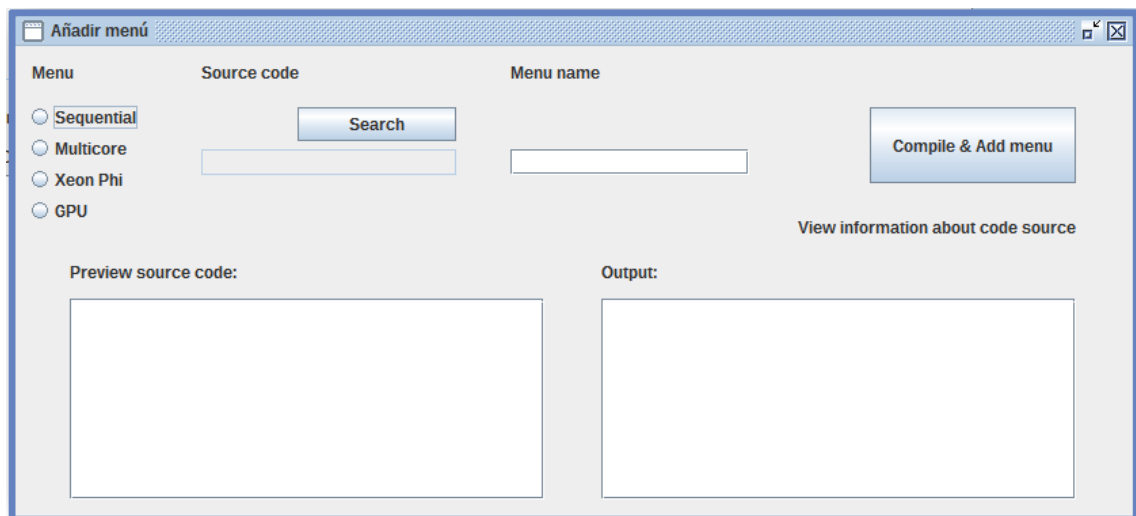 Añadir menú
Menu Source code Menu name
Sequential
Search
Multicore
Compile & Add menu
Xeon Phi
GPU
View information about code source
Preview source code: Output: